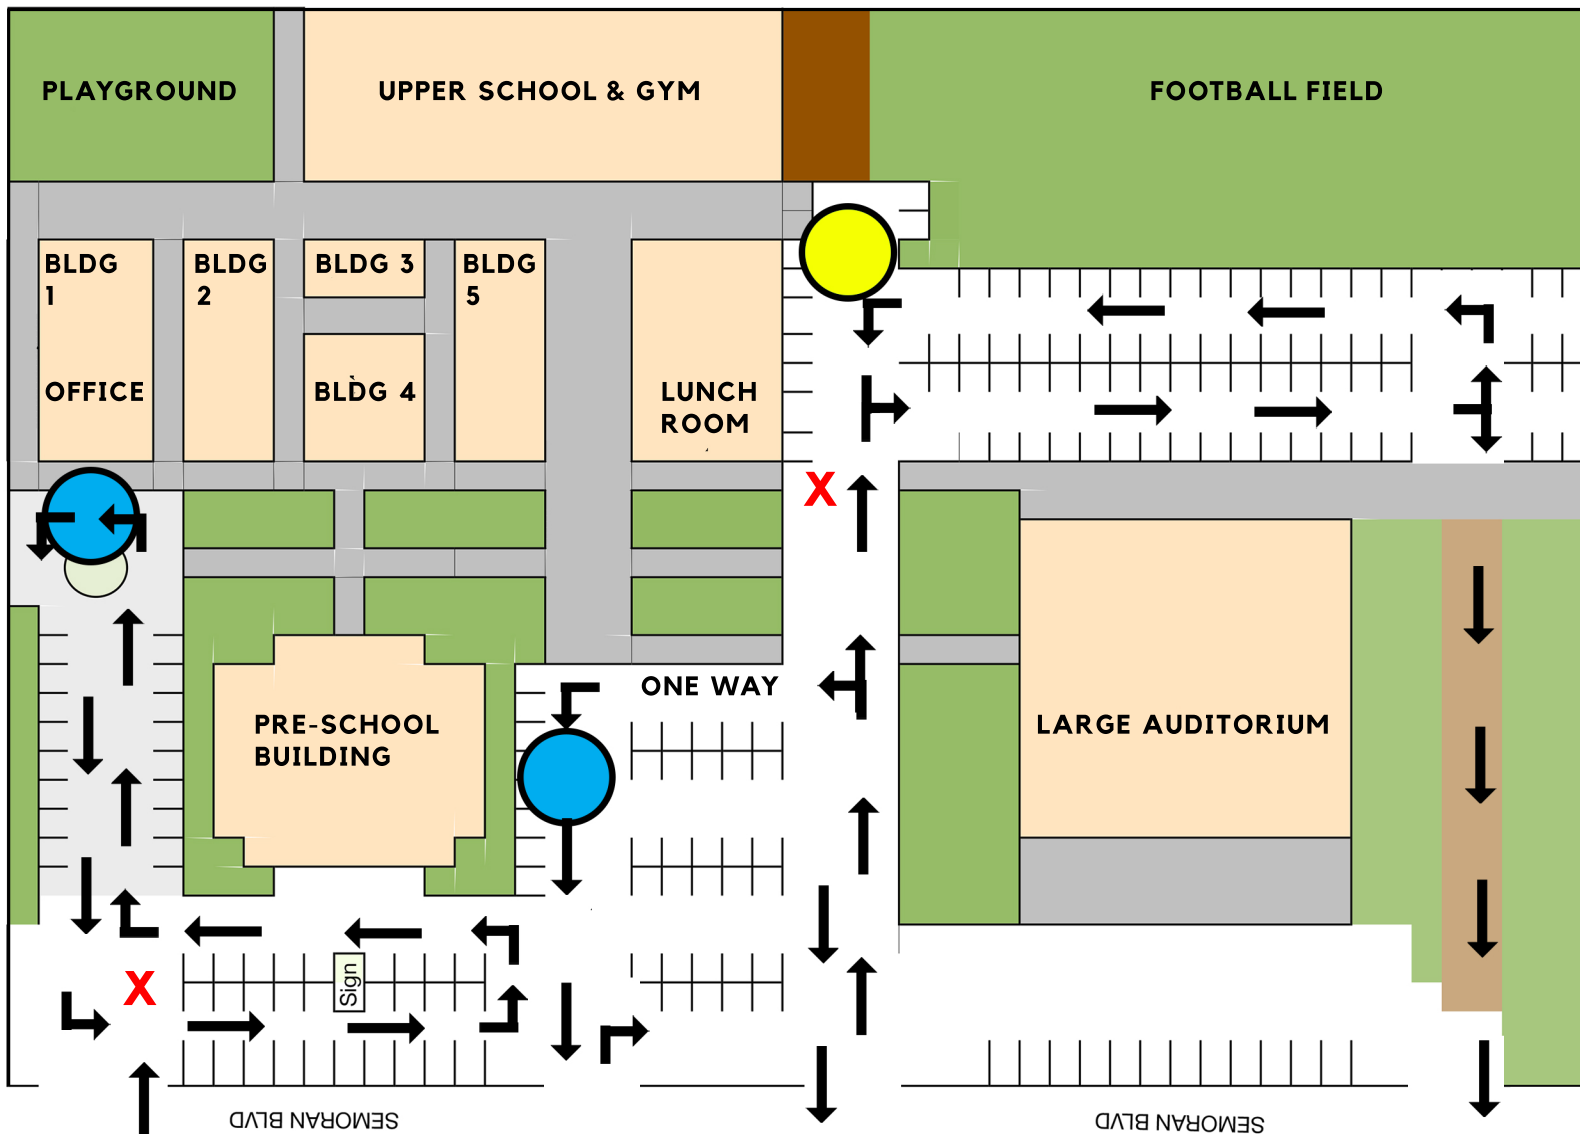 PLAYGROUND
UPPER SCHOOL & GYM
FOOTBALL FIELD
BLDG
1
OFFICE
BLDG
2
BLDG 3
BLDG 4
BLDG
5
LUNCH
ROOM
X
ONE WAY
PRE-SCHOOL
BUILDING
LARGE AUDITORIUM
X
Sign
SEMORAN BLVD
SEMORAN BLVD